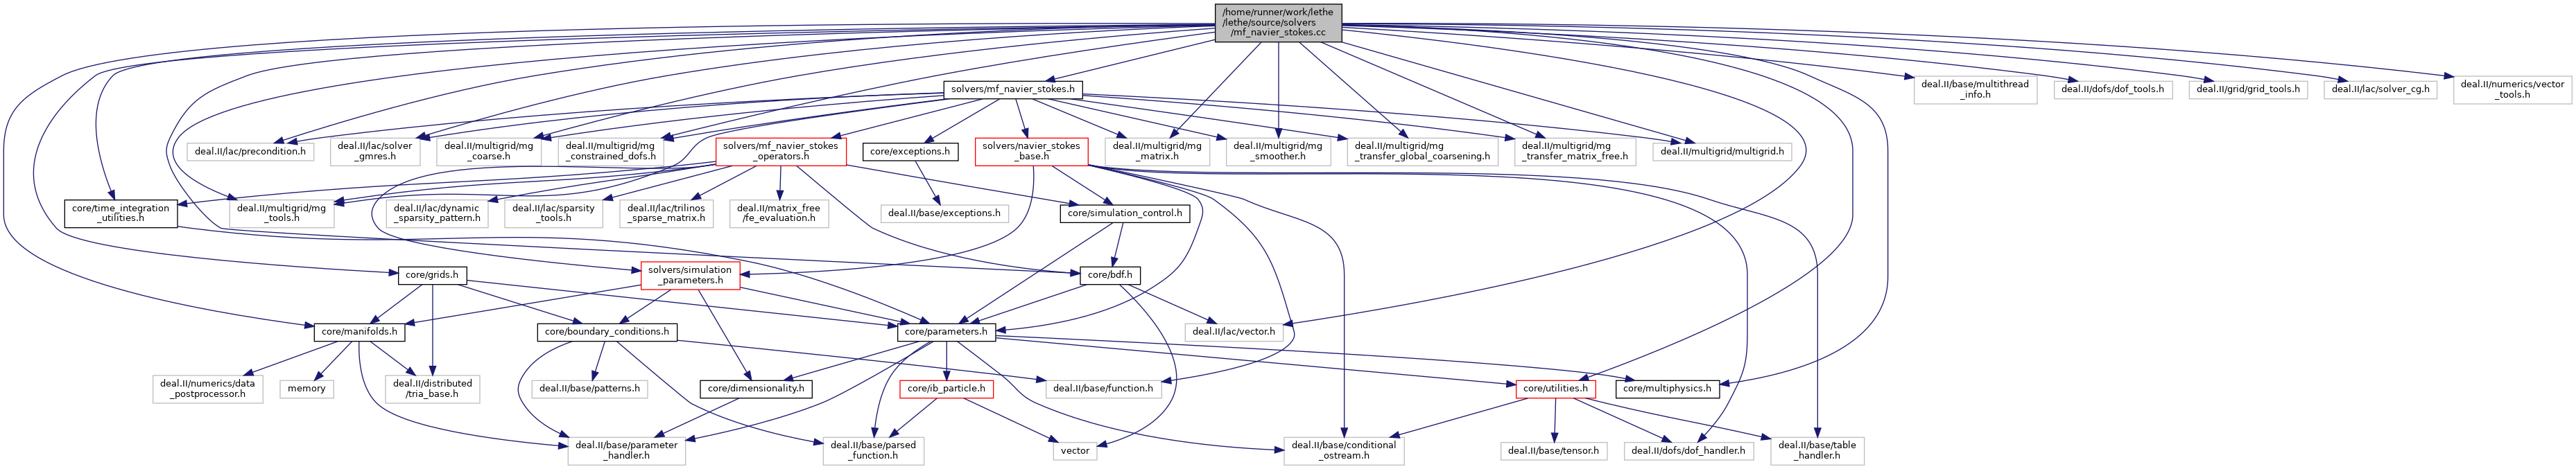 /home/runner/work/lethe
/lethe/source/solvers
/mf_navier_stokes.cc
solvers/mf_navier_stokes.h
deal.II/base/multithread
_info.h
deal.II/dofs/dof_tools.h
deal.II/grid/grid_tools.h
deal.II/lac/solver_cg.h
deal.II/numerics/vector
_tools.h
deal.II/lac/precondition.h
deal.II/lac/solver
_gmres.h
deal.II/multigrid/mg
_coarse.h
deal.II/multigrid/mg
_constrained_dofs.h
solvers/mf_navier_stokes
_operators.h
core/exceptions.h
solvers/navier_stokes
_base.h
deal.II/multigrid/mg
_matrix.h
deal.II/multigrid/mg
_smoother.h
deal.II/multigrid/mg
_transfer_global_coarsening.h
deal.II/multigrid/mg
_transfer_matrix_free.h
deal.II/multigrid/multigrid.h
core/time_integration
_utilities.h
deal.II/multigrid/mg
_tools.h
deal.II/lac/dynamic
_sparsity_pattern.h
deal.II/lac/sparsity
_tools.h
deal.II/lac/trilinos
_sparse_matrix.h
deal.II/matrix_free
/fe_evaluation.h
deal.II/base/exceptions.h
core/simulation_control.h
core/grids.h
solvers/simulation
_parameters.h
core/bdf.h
core/manifolds.h
core/boundary_conditions.h
core/parameters.h
deal.II/lac/vector.h
deal.II/numerics/data
_postprocessor.h
memory
deal.II/distributed
/tria_base.h
deal.II/base/patterns.h
core/dimensionality.h
core/ib_particle.h
deal.II/base/function.h
core/utilities.h
core/multiphysics.h
deal.II/base/parameter
_handler.h
deal.II/base/parsed
_function.h
vector
deal.II/base/conditional
_ostream.h
deal.II/base/tensor.h
deal.II/dofs/dof_handler.h
deal.II/base/table
_handler.h